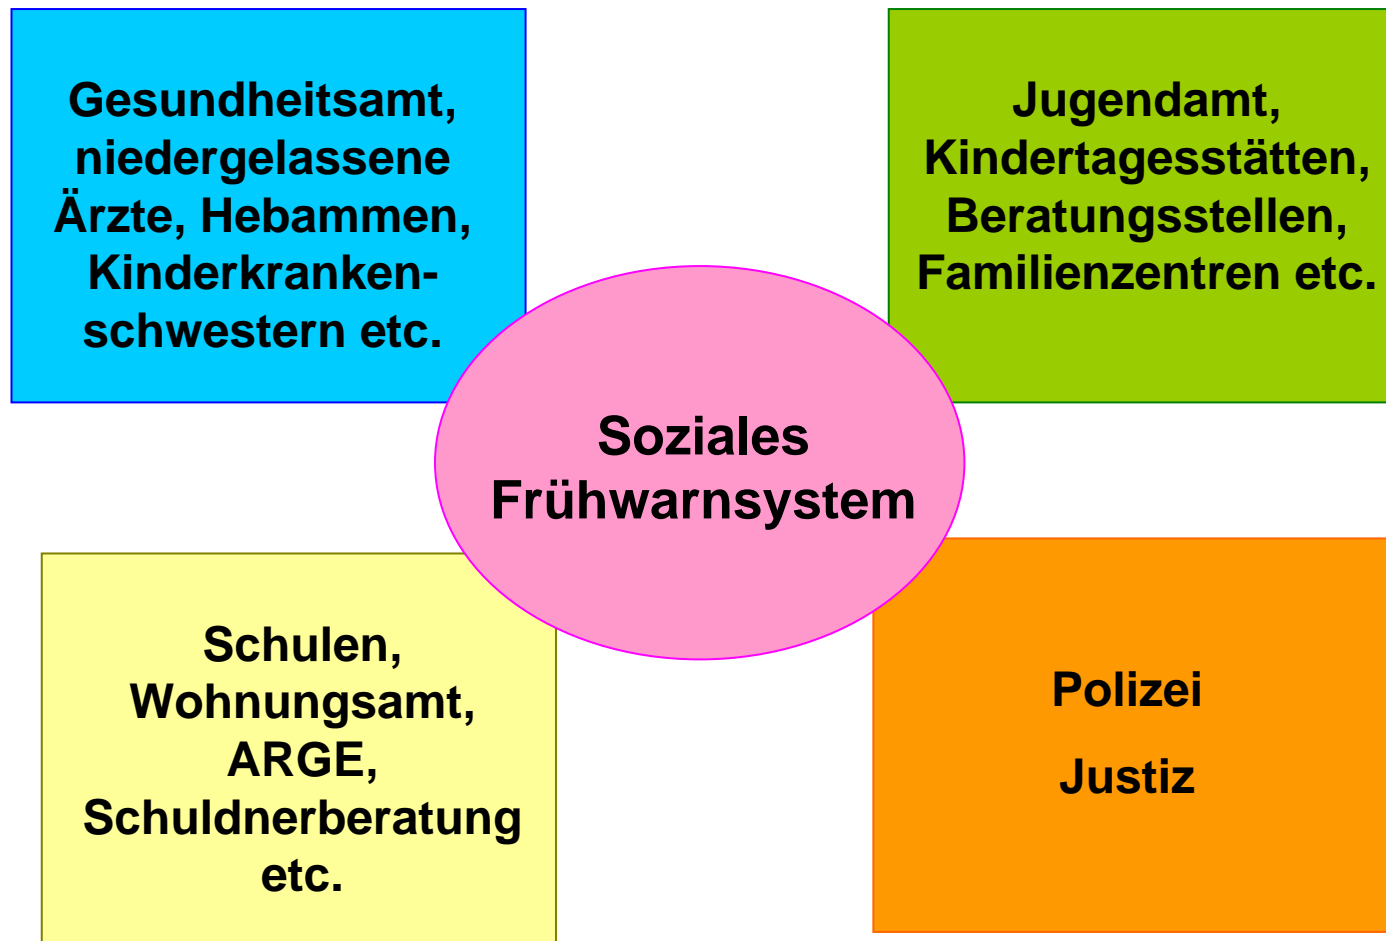 Gesundheitsamt,
niedergelassene
Ärzte, Hebammen,
Kinderkranken-
schwestern etc.
Jugendamt,
Kindertagesstätten,
Beratungsstellen,
Familienzentren etc.
Soziales
Frühwarnsystem
Schulen,
Wohnungsamt,
ARGE,
Schuldnerberatung
etc.
Polizei
Justiz